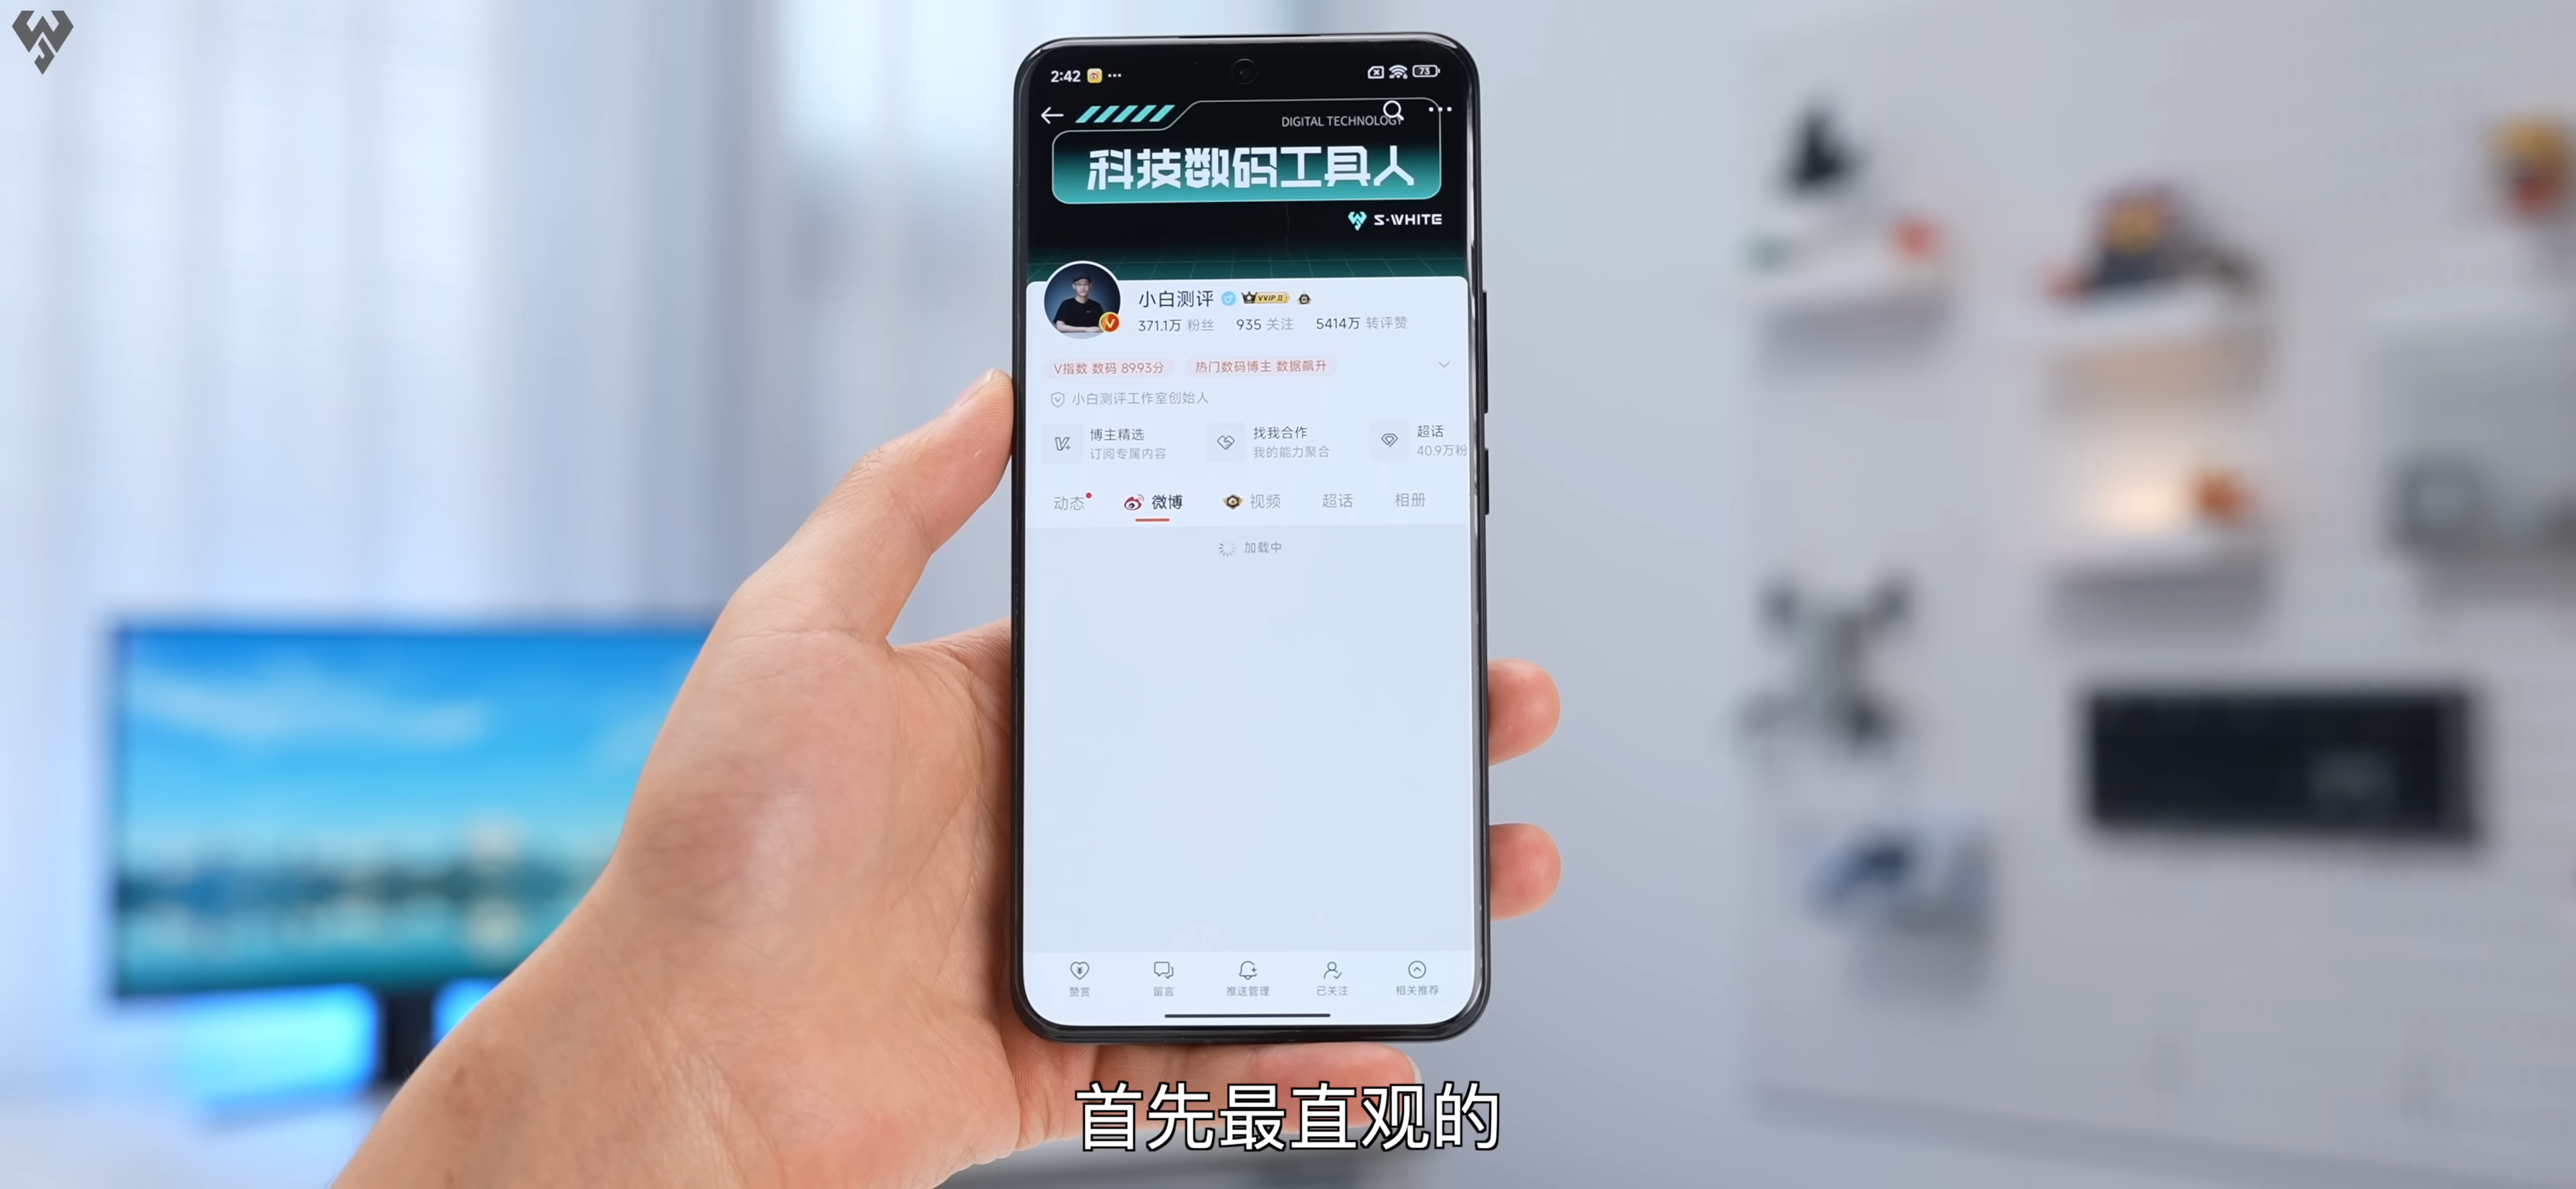 2:42
73
DIGITAL TECHNOLOGY
科技数码工具人
S·WHITE
小白测评 VVIP II
371.1万 粉丝 935 关注 5414万 转评赞
V指数 数码 89.93分 热门数码博主 数据飙升
小白测评工作室创始人
博主精选 找我合作 超话
订阅专属内容 我的能力聚合 40.9万粉
动态 微博 视频 超话 相册
加载中
赞赏 留言 推送管理 已关注 相关推荐
首先最直观的